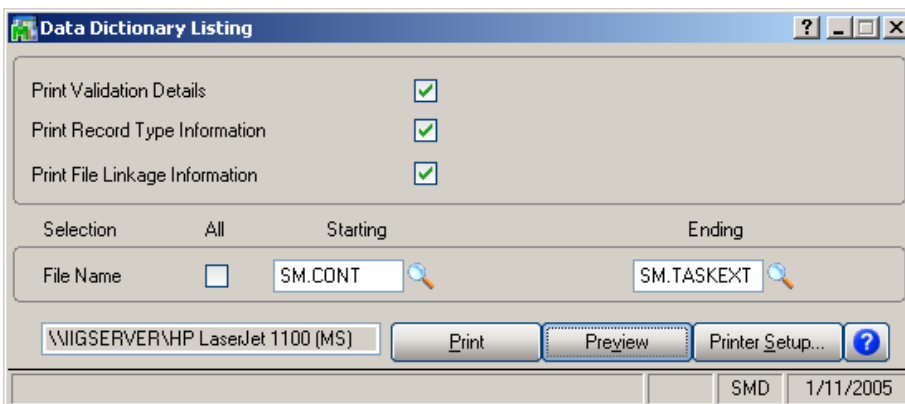 Data Dictionary Listing
Print Validation Details
Print Record Type Information
Print File Linkage Information
Selection All Starting Ending
File Name SM.CONT SM.TASKEXT
\\IIGSERVER\HP LaserJet 1100 (MS) Print Preview Printer Setup...
SMD 1/11/2005